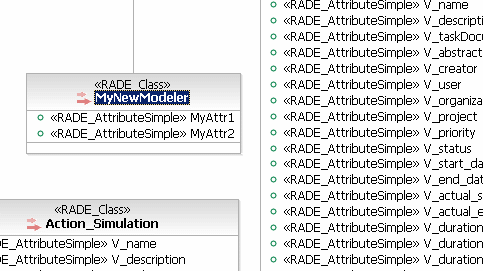 «RADE_Class»
MyNewModeler
«RADE_AttributeSimple» MyAttr1
«RADE_AttributeSimple» MyAttr2
«RADE_Class»
Action_Simulation
ADE_AttributeSimple» V_name
ADE_AttributeSimple» V_description
«RADE_AttributeSimple» V_name
«RADE_AttributeSimple» V_descripti
«RADE_AttributeSimple» V_taskDocu
«RADE_AttributeSimple» V_abstract
«RADE_AttributeSimple» V_creator
«RADE_AttributeSimple» V_user
«RADE_AttributeSimple» V_organiza
«RADE_AttributeSimple» V_project
«RADE_AttributeSimple» V_priority
«RADE_AttributeSimple» V_status
«RADE_AttributeSimple» V_start_da
«RADE_AttributeSimple» V_end_dat
«RADE_AttributeSimple» V_actual_s
«RADE_AttributeSimple» V_actual_e
«RADE_AttributeSimple» V_duration
«RADE_AttributeSimple» V_duration
«RADE_AttributeSimple» V_duration